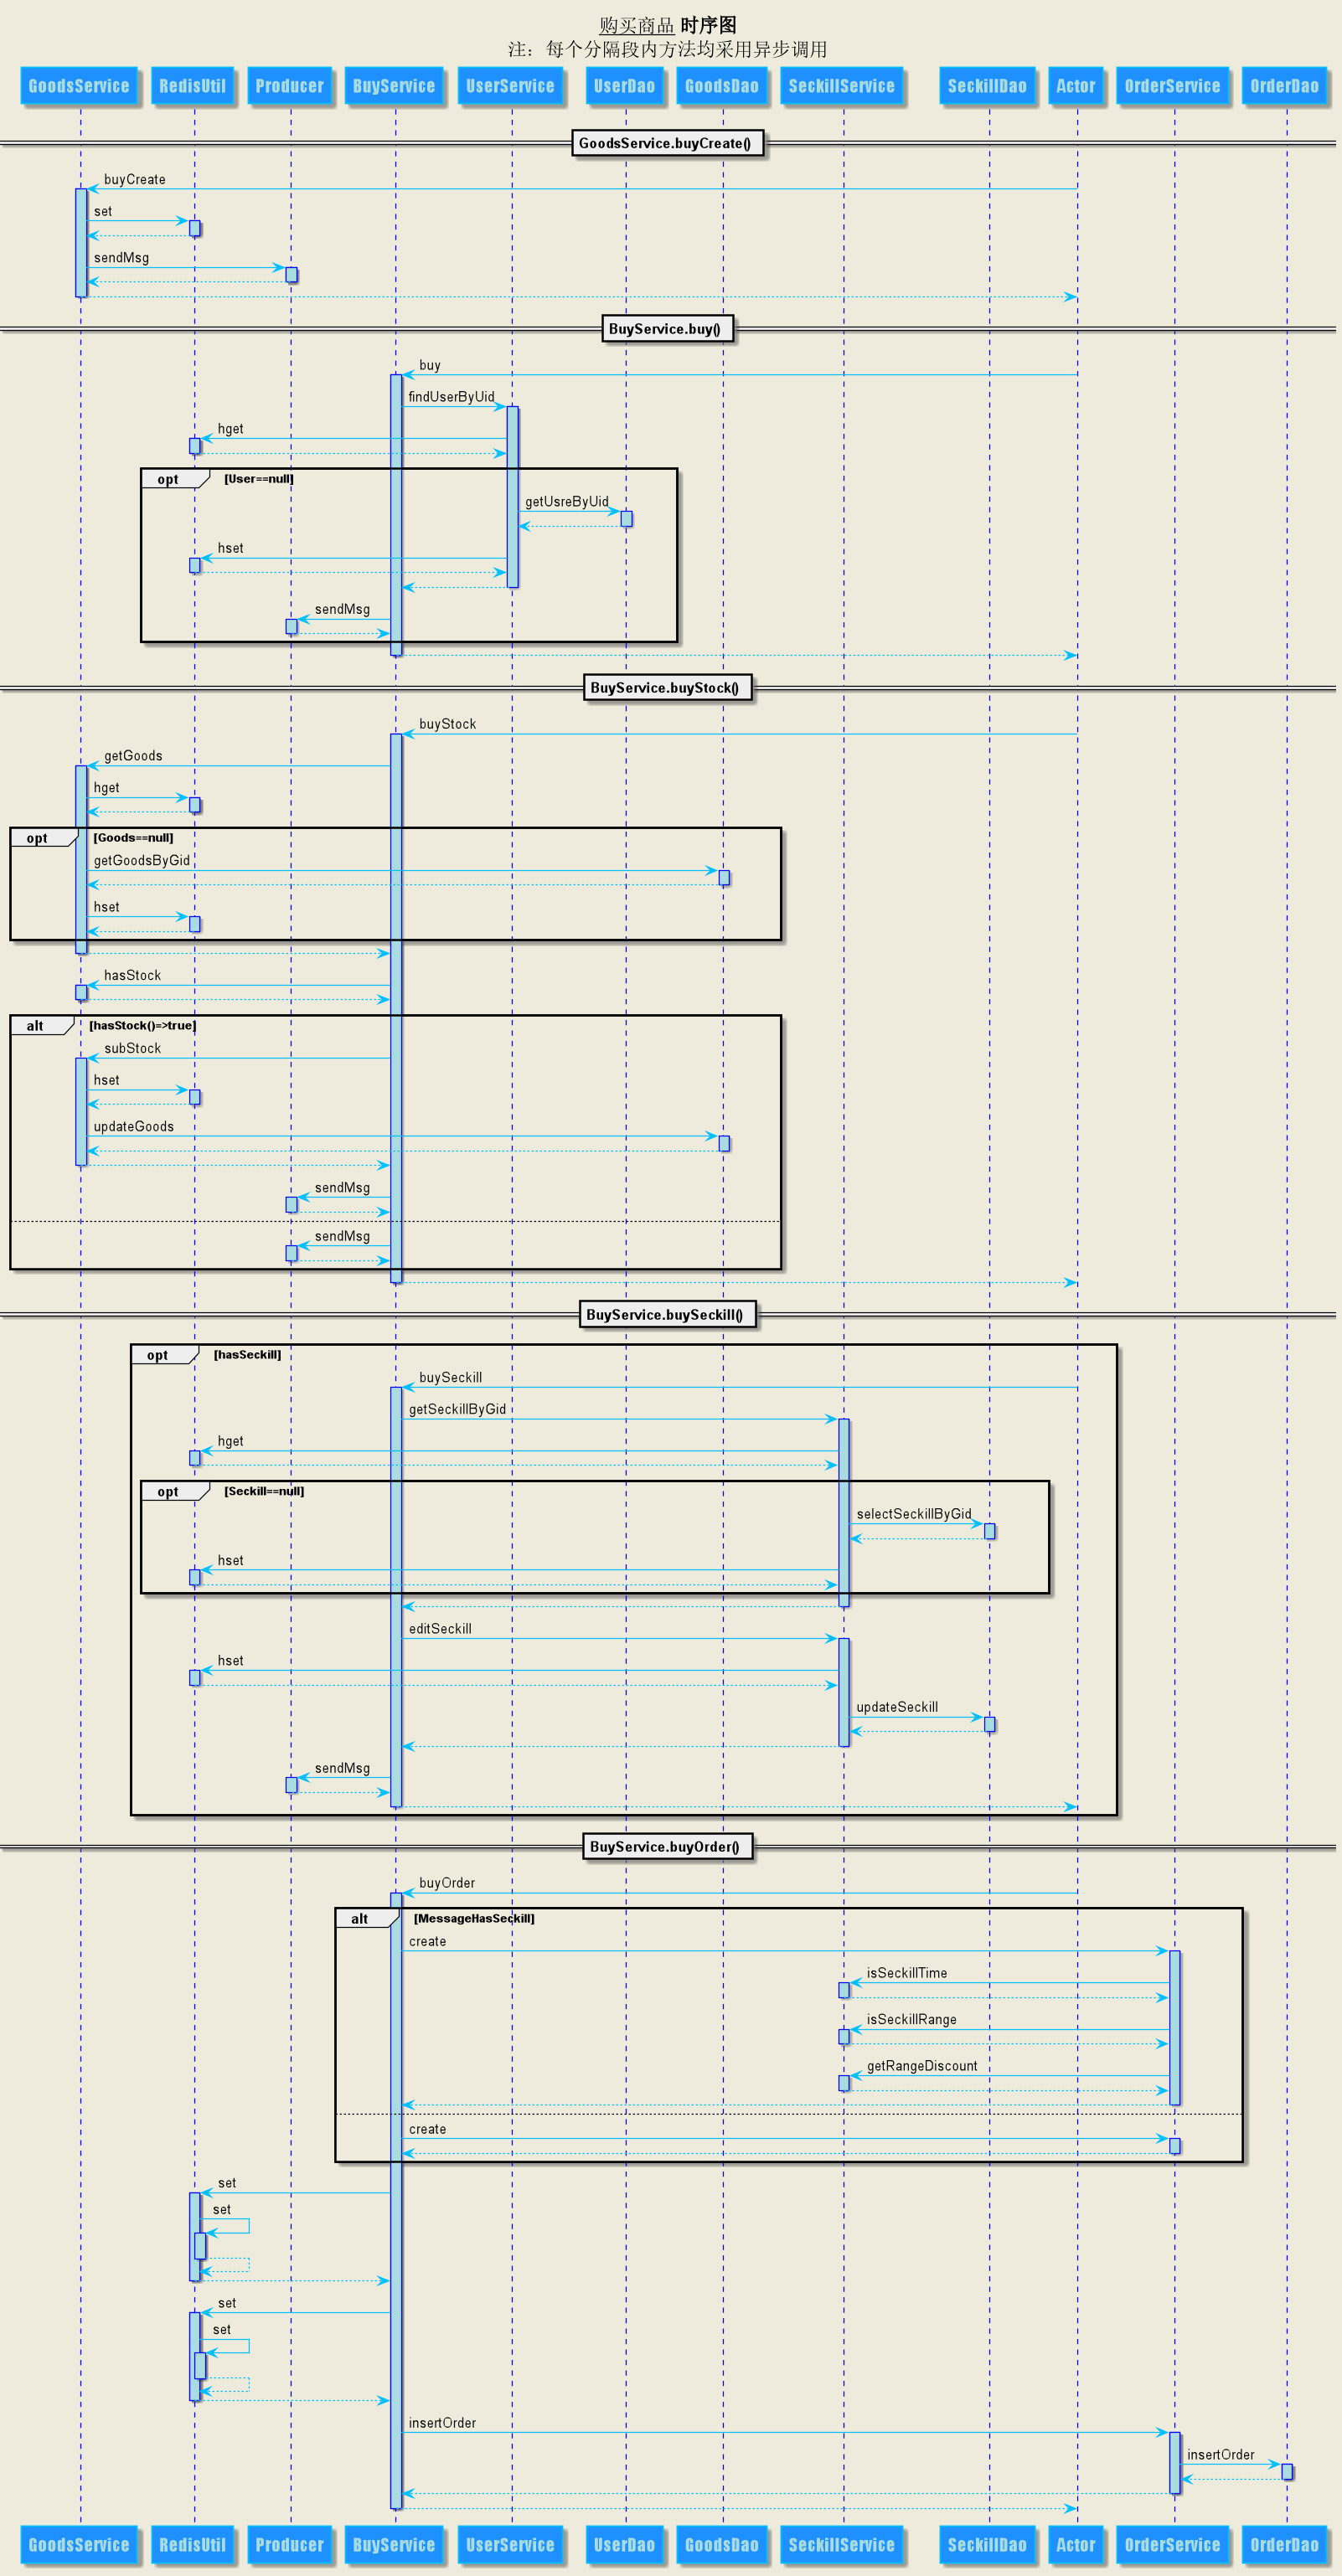 购买商品 时序图
注：每个分隔段内方法均采用异步调用
GoodsService RedisUtil Producer BuyService UserService UserDao GoodsDao SeckillService SeckillDao Actor OrderService OrderDao
GoodsService.buyCreate()
buyCreate
set
sendMsg
BuyService.buy()
buy
findUserByUid
hget
opt [User==null]
getUsreByUid
hset
sendMsg
BuyService.buyStock()
buyStock
getGoods
hget
opt [Goods==null]
getGoodsByGid
hset
hasStock
alt [hasStock()=>true]
subStock
hset
updateGoods
sendMsg
sendMsg
BuyService.buySeckill()
opt [hasSeckill]
buySeckill
getSeckillByGid
hget
opt [Seckill==null]
selectSeckillByGid
hset
editSeckill
hset
updateSeckill
sendMsg
BuyService.buyOrder()
buyOrder
alt [MessageHasSeckill]
create
isSeckillTime
isSeckillRange
getRangeDiscount
create
set
set
set
set
insertOrder
insertOrder
GoodsService RedisUtil Producer BuyService UserService UserDao GoodsDao SeckillService SeckillDao Actor OrderService OrderDao